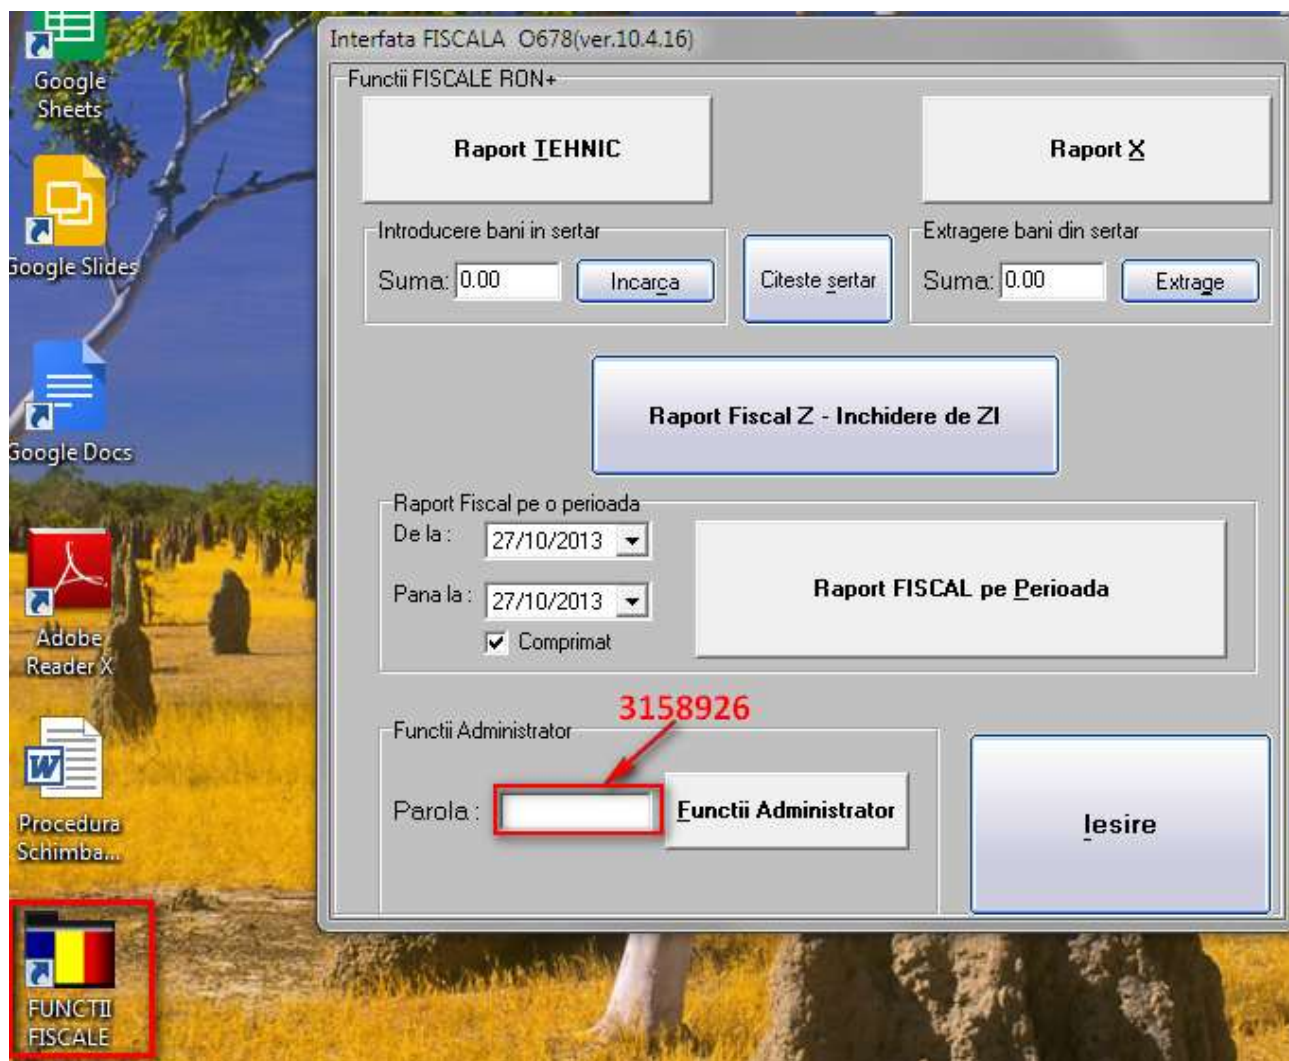 Google
Sheets
Google Slides
Google Docs
Adobe
Reader X
Procedura
Schimba...
FUNCTII
FISCALE
Interfata FISCALA O678(ver.10.4.16)
Functii FISCALE RON+
Raport TEHNIC
Raport X
Introducere bani in sertar
Suma: 0.00 Incarca
Citeste sertar
Extragere bani din sertar
Suma: 0.00 Extrage
Raport Fiscal Z - Inchidere de ZI
Raport Fiscal pe o perioada
De la : 27/10/2013
Pana la : 27/10/2013
Comprimat
Raport FISCAL pe Perioada
3158926
Functii Administrator
Parola :
Functii Administrator
Iesire